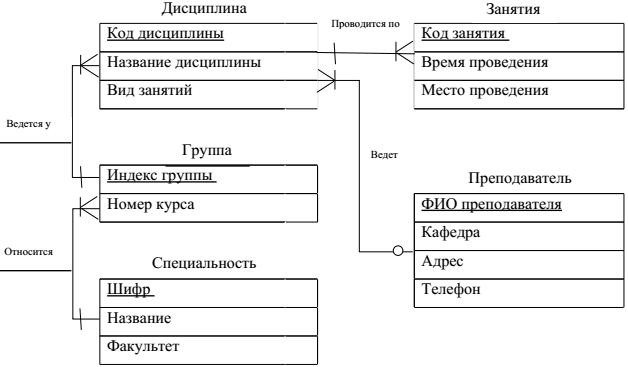 Дисциплина
Код дисциплины
Название дисциплины
Вид занятий
Проводится по
Занятия
Код занятия
Время проведения
Место проведения
Ведется у
Группа
Индекс группы
Номер курса
Ведет
Преподаватель
ФИО преподавателя
Кафедра
Адрес
Телефон
Относится
Специальность
Шифр
Название
Факультет